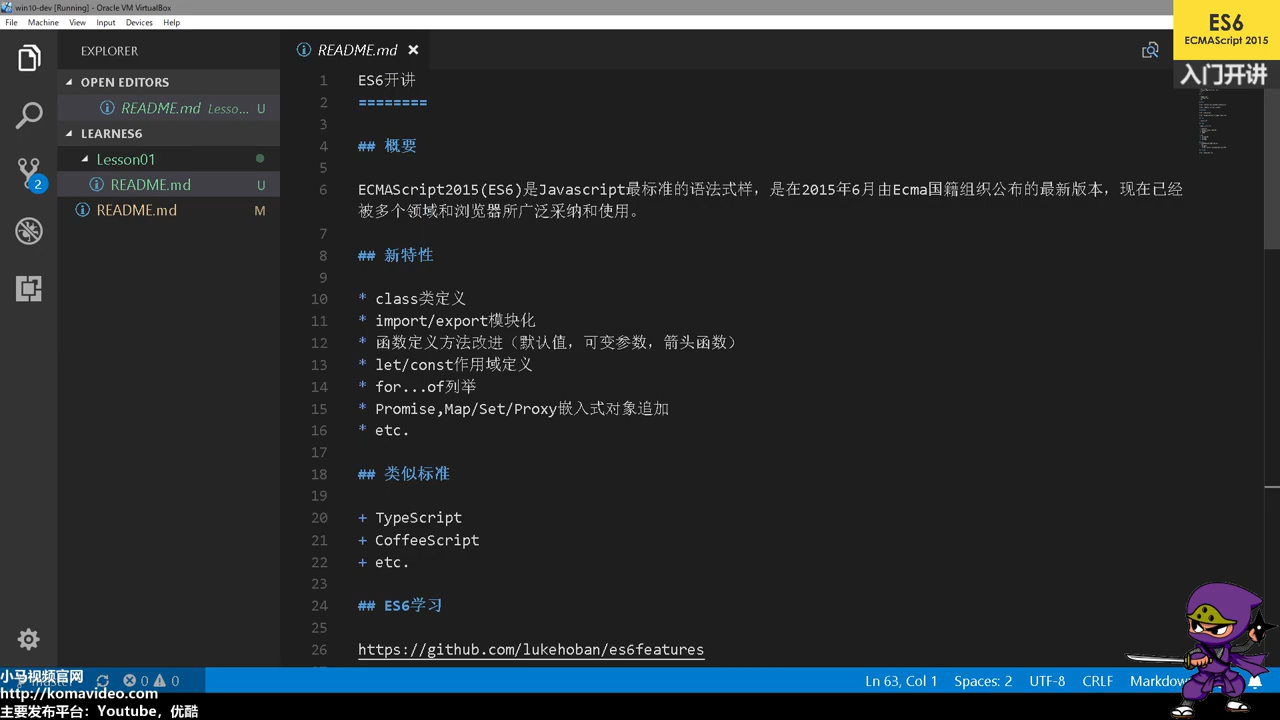 win10-dev [Running] - Oracle VM VirtualBox
File Machine View Input Devices Help
ES6
ECMAScript 2015
入门开讲
EXPLORER
OPEN EDITORS
README.md Lesso... U
LEARNES6
Lesson01
README.md U
README.md M
2
README.md
1 ES6开讲
2 ========
3
4 ## 概要
5
6 ECMAScript2015(ES6)是Javascript最标准的语法式样，是在2015年6月由Ecma国籍组织公布的最新版本，现在已经
被多个领域和浏览器所广泛采纳和使用。
7
8 ## 新特性
9
10 * class类定义
11 * import/export模块化
12 * 函数定义方法改进（默认值，可变参数，箭头函数）
13 * let/const作用域定义
14 * for...of列举
15 * Promise,Map/Set/Proxy嵌入式对象追加
16 * etc.
17
18 ## 类似标准
19
20 + TypeScript
21 + CoffeeScript
22 + etc.
23
24 ## ES6学习
25
26 https://github.com/lukehoban/es6features
小马视频官网
http://komavideo.com
主要发布平台：Youtube，优酷
0 0
Ln 63, Col 1 Spaces: 2 UTF-8 CRLF Markdow